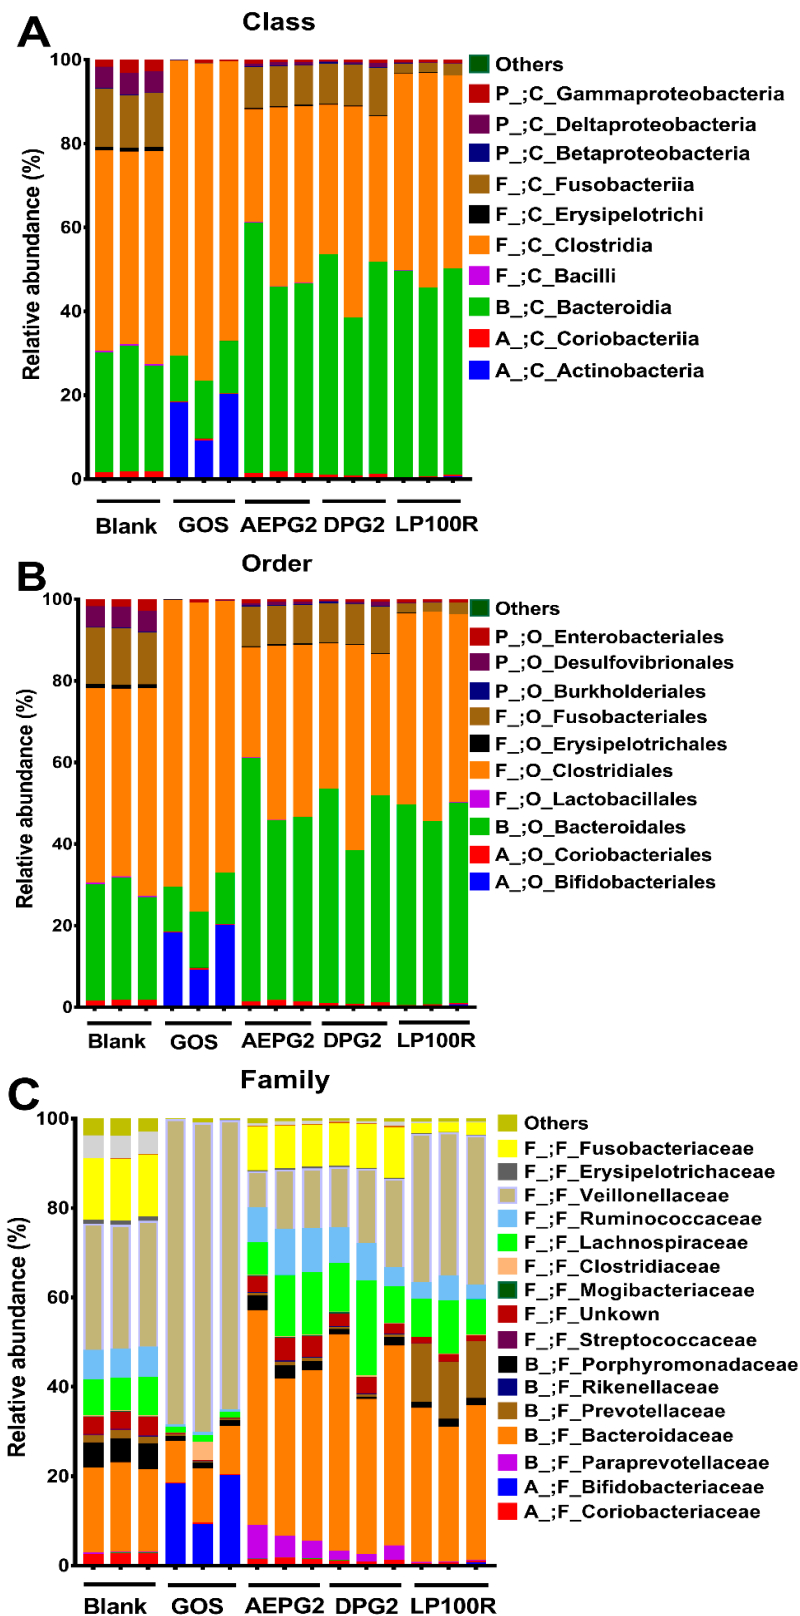 A
Class
Relative abundance (%)
100
80
60
40
20
0
Blank
GOS
AEPG2
DPG2
LP100R
Others
P_;C_Gammaproteobacteria
P_;C_Deltaproteobacteria
P_;C_Betaproteobacteria
F_;C_Fusobacteriia
F_;C_Erysipelotrichi
F_;C_Clostridia
F_;C_Bacilli
B_;C_Bacteroidia
A_;C_Coriobacteriia
A_;C_Actinobacteria
B
Order
Relative abundance (%)
100
80
60
40
20
0
Blank
GOS
AEPG2
DPG2
LP100R
Others
P_;O_Enterobacteriales
P_;O_Desulfovibrionales
P_;O_Burkholderiales
F_;O_Fusobacteriales
F_;O_Erysipelotrichales
F_;O_Clostridiales
F_;O_Lactobacillales
B_;O_Bacteroidales
A_;O_Coriobacteriales
A_;O_Bifidobacteriales
C
Family
Relative abundance (%)
100
80
60
40
20
0
Blank
GOS
AEPG2
DPG2
LP100R
Others
F_;F_Fusobacteriaceae
F_;F_Erysipelotrichaceae
F_;F_Veillonellaceae
F_;F_Ruminococcaceae
F_;F_Lachnospiraceae
F_;F_Clostridiaceae
F_;F_Mogibacteriaceae
F_;F_Unkown
F_;F_Streptococcaceae
B_;F_Porphyromonadaceae
B_;F_Rikenellaceae
B_;F_Prevotellaceae
B_;F_Bacteroidaceae
B_;F_Paraprevotellaceae
A_;F_Bifidobacteriaceae
A_;F_Coriobacteriaceae